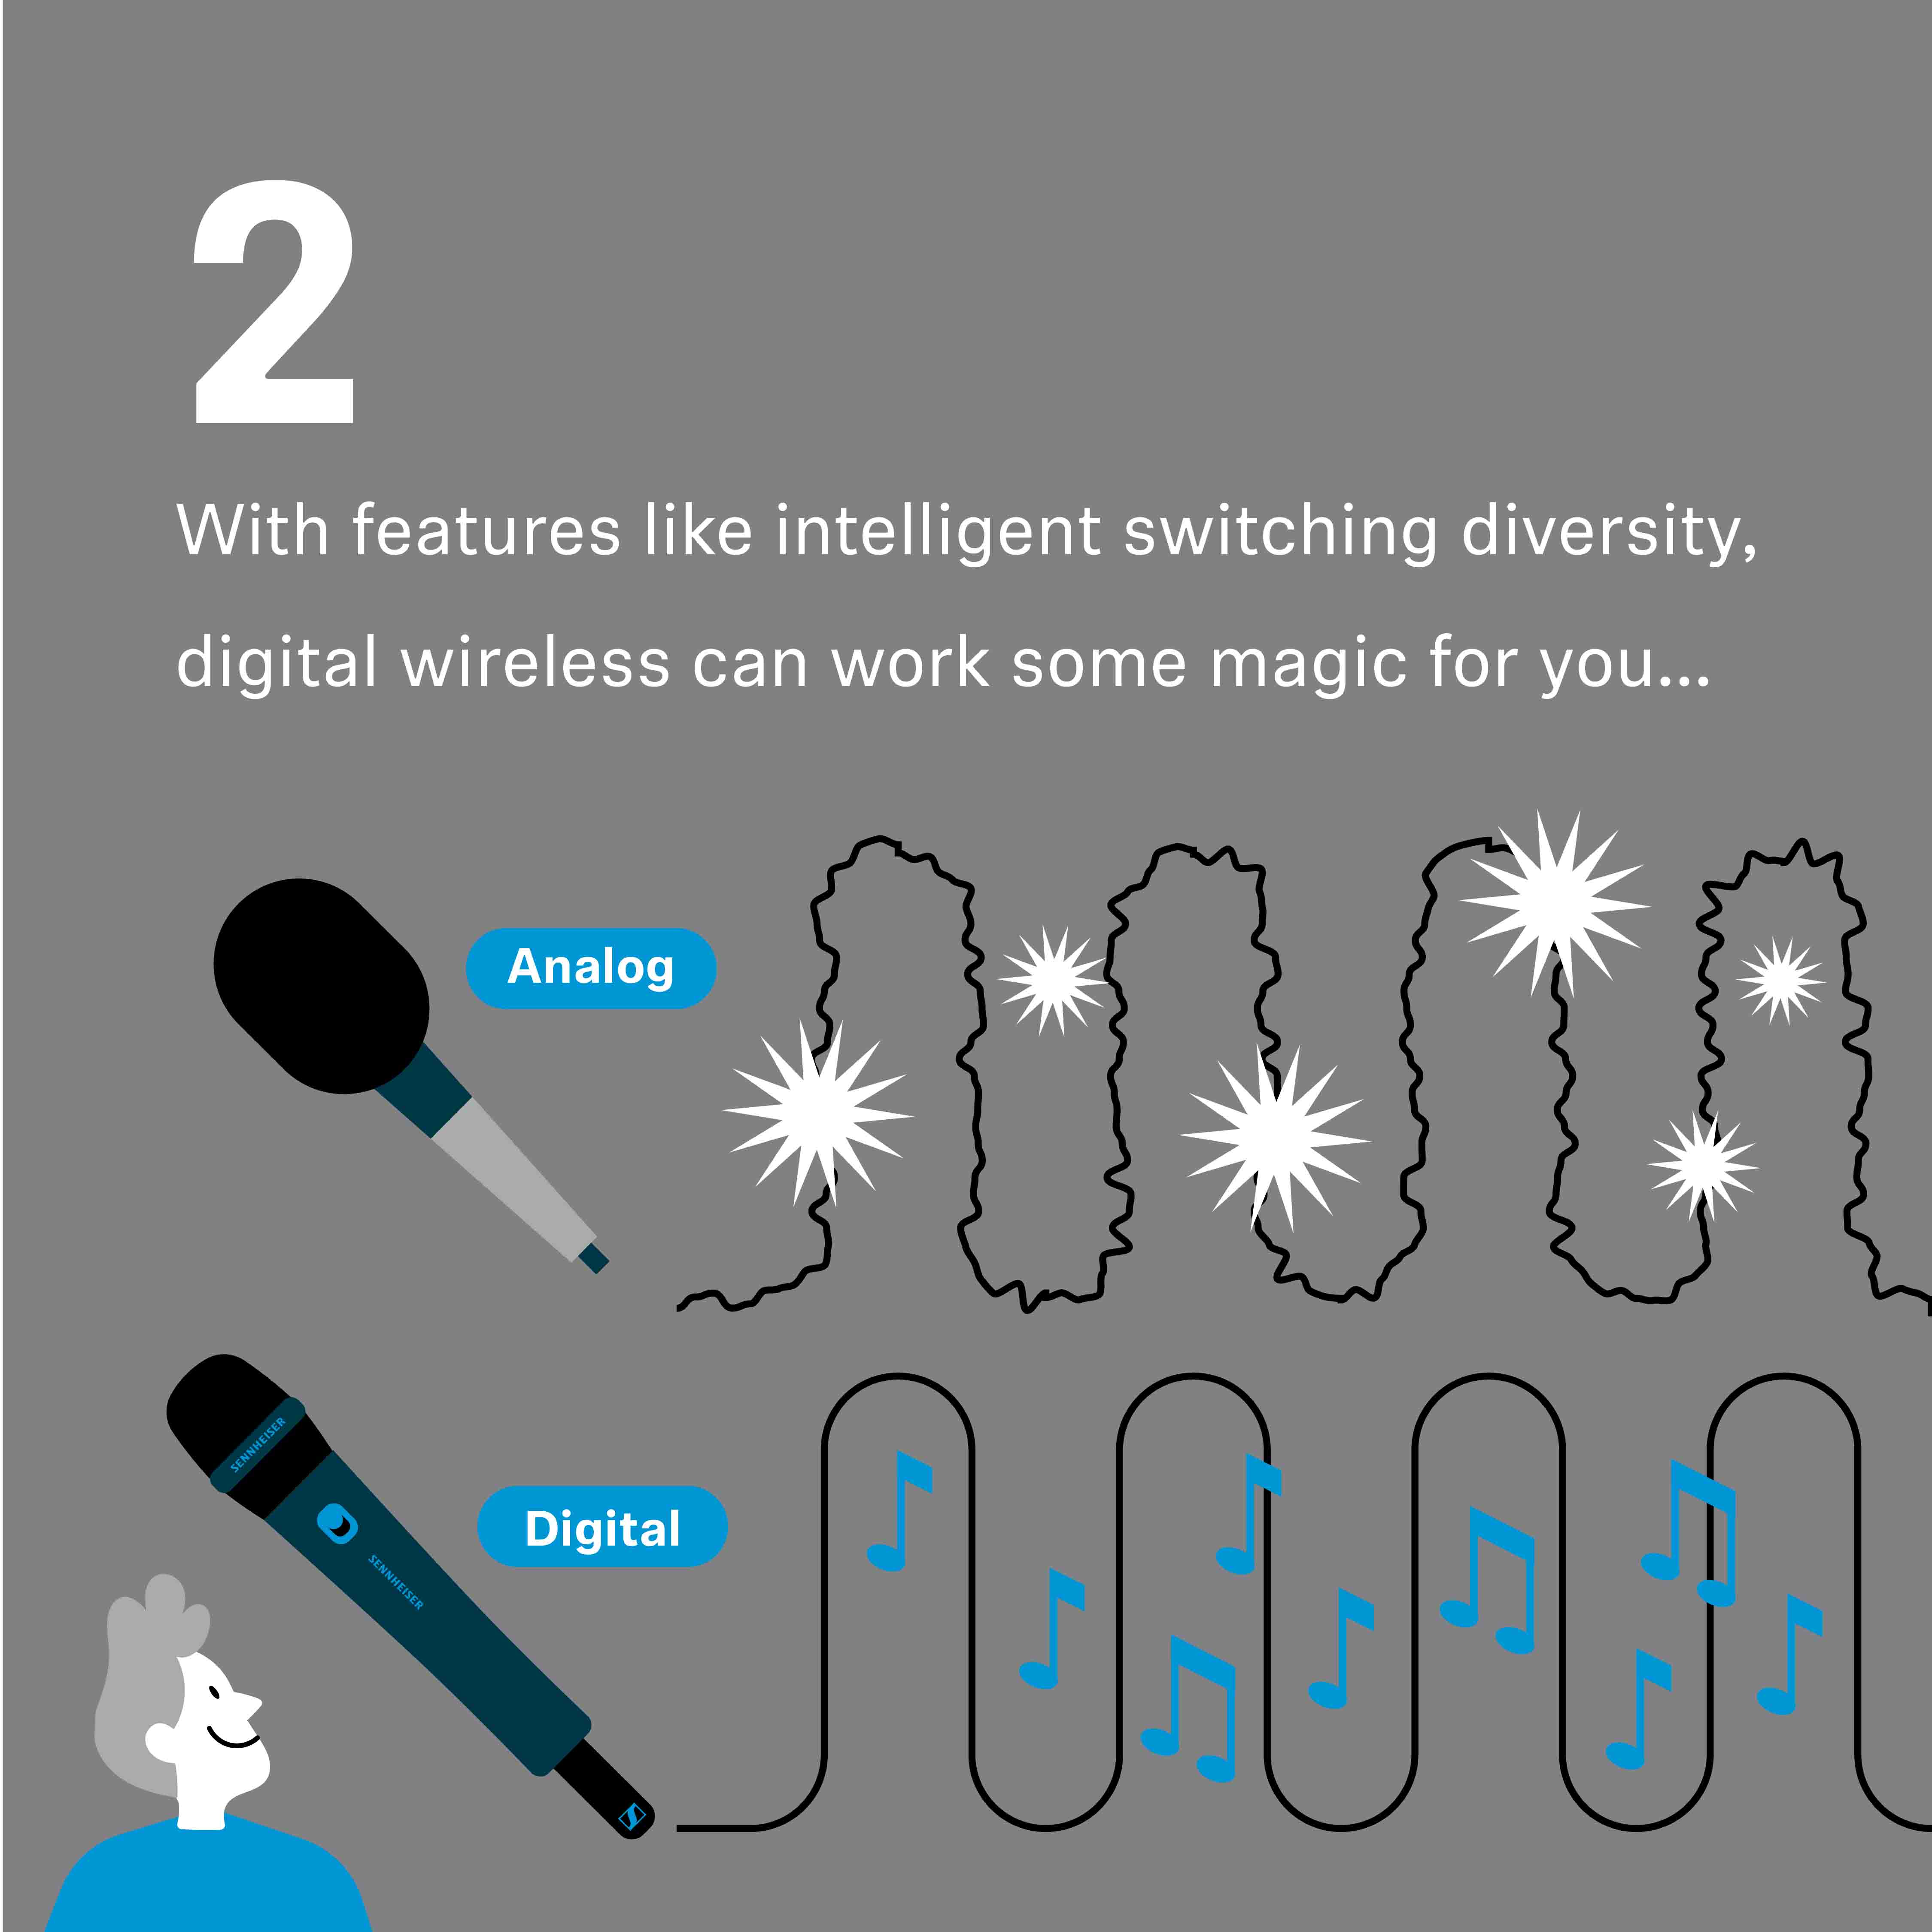 2
With features like intelligent switching diversity,
digital wireless can work some magic for you...
Analog
SENNHEISER
Digital
SENNHEISER